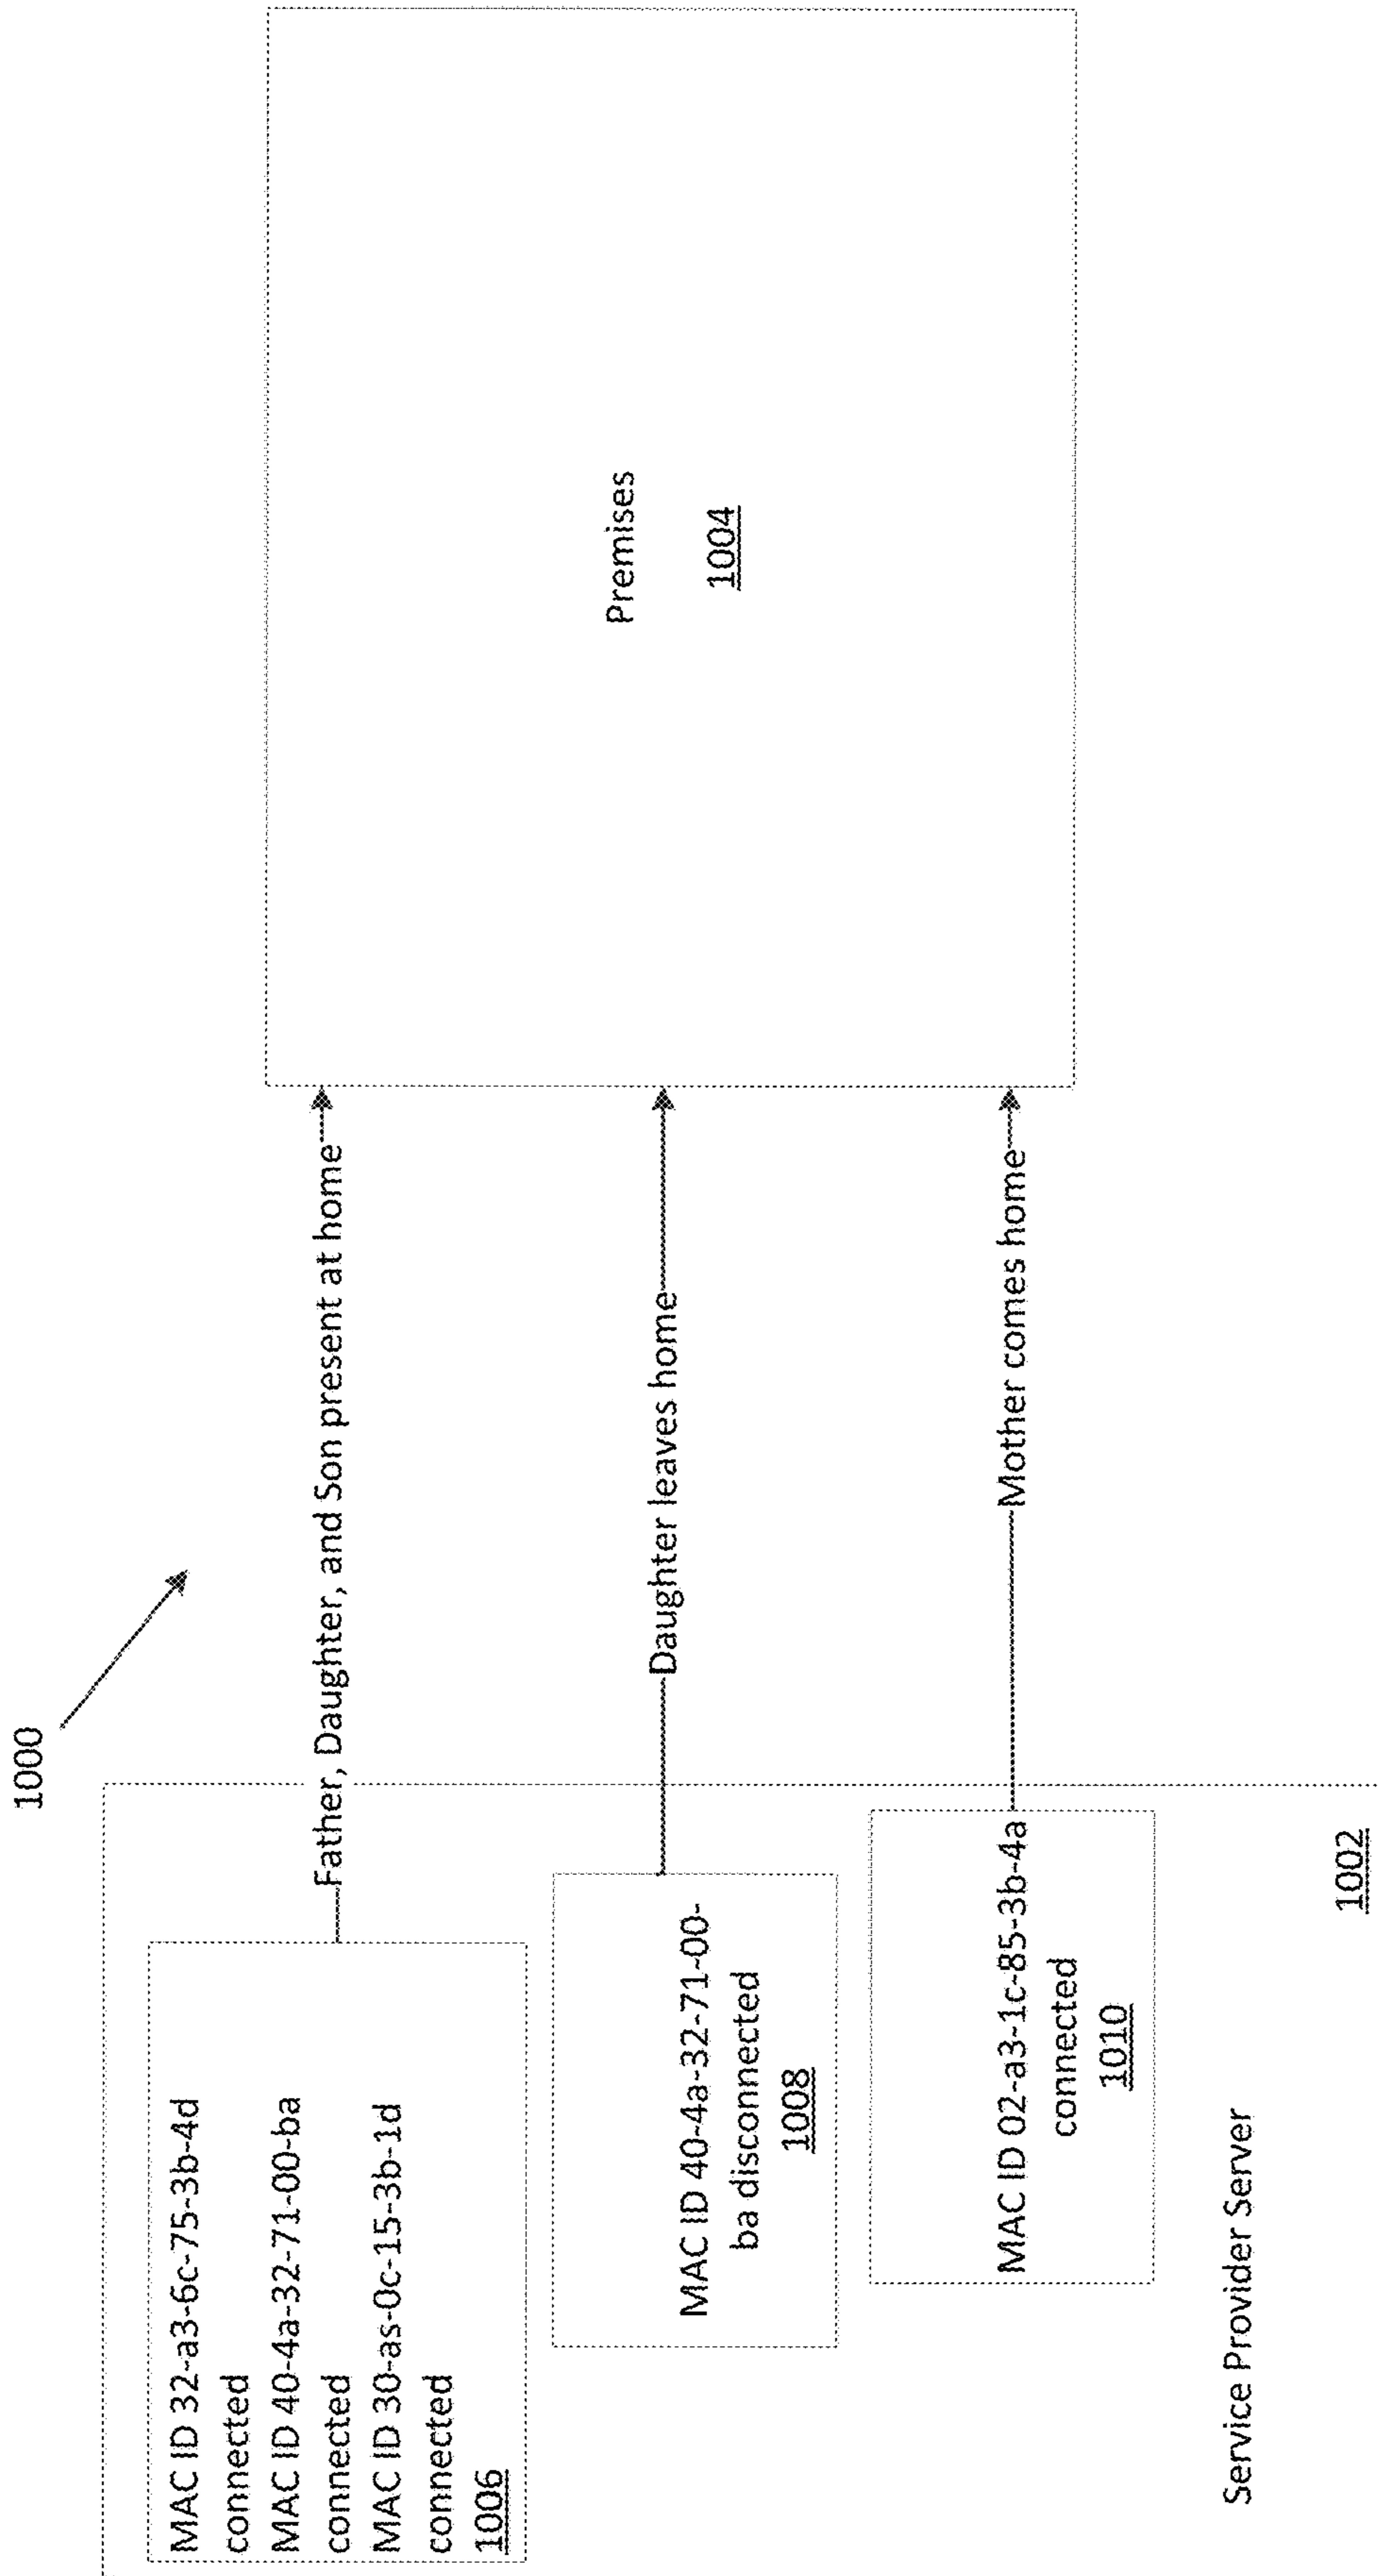 1000
MAC ID 32-a3-6c-75-3b-4d
connected
MAC ID 40-4a-32-71-00-ba
connected
MAC ID 30-as-0c-15-3b-1d
connected
1006
Father, Daughter, and Son present at home
MAC ID 40-4a-32-71-00-
ba disconnected
1008
Daughter leaves home
MAC ID 02-a3-1c-85-3b-4a
connected
1010
Mother comes home
Service Provider Server
1002
Premises
1004